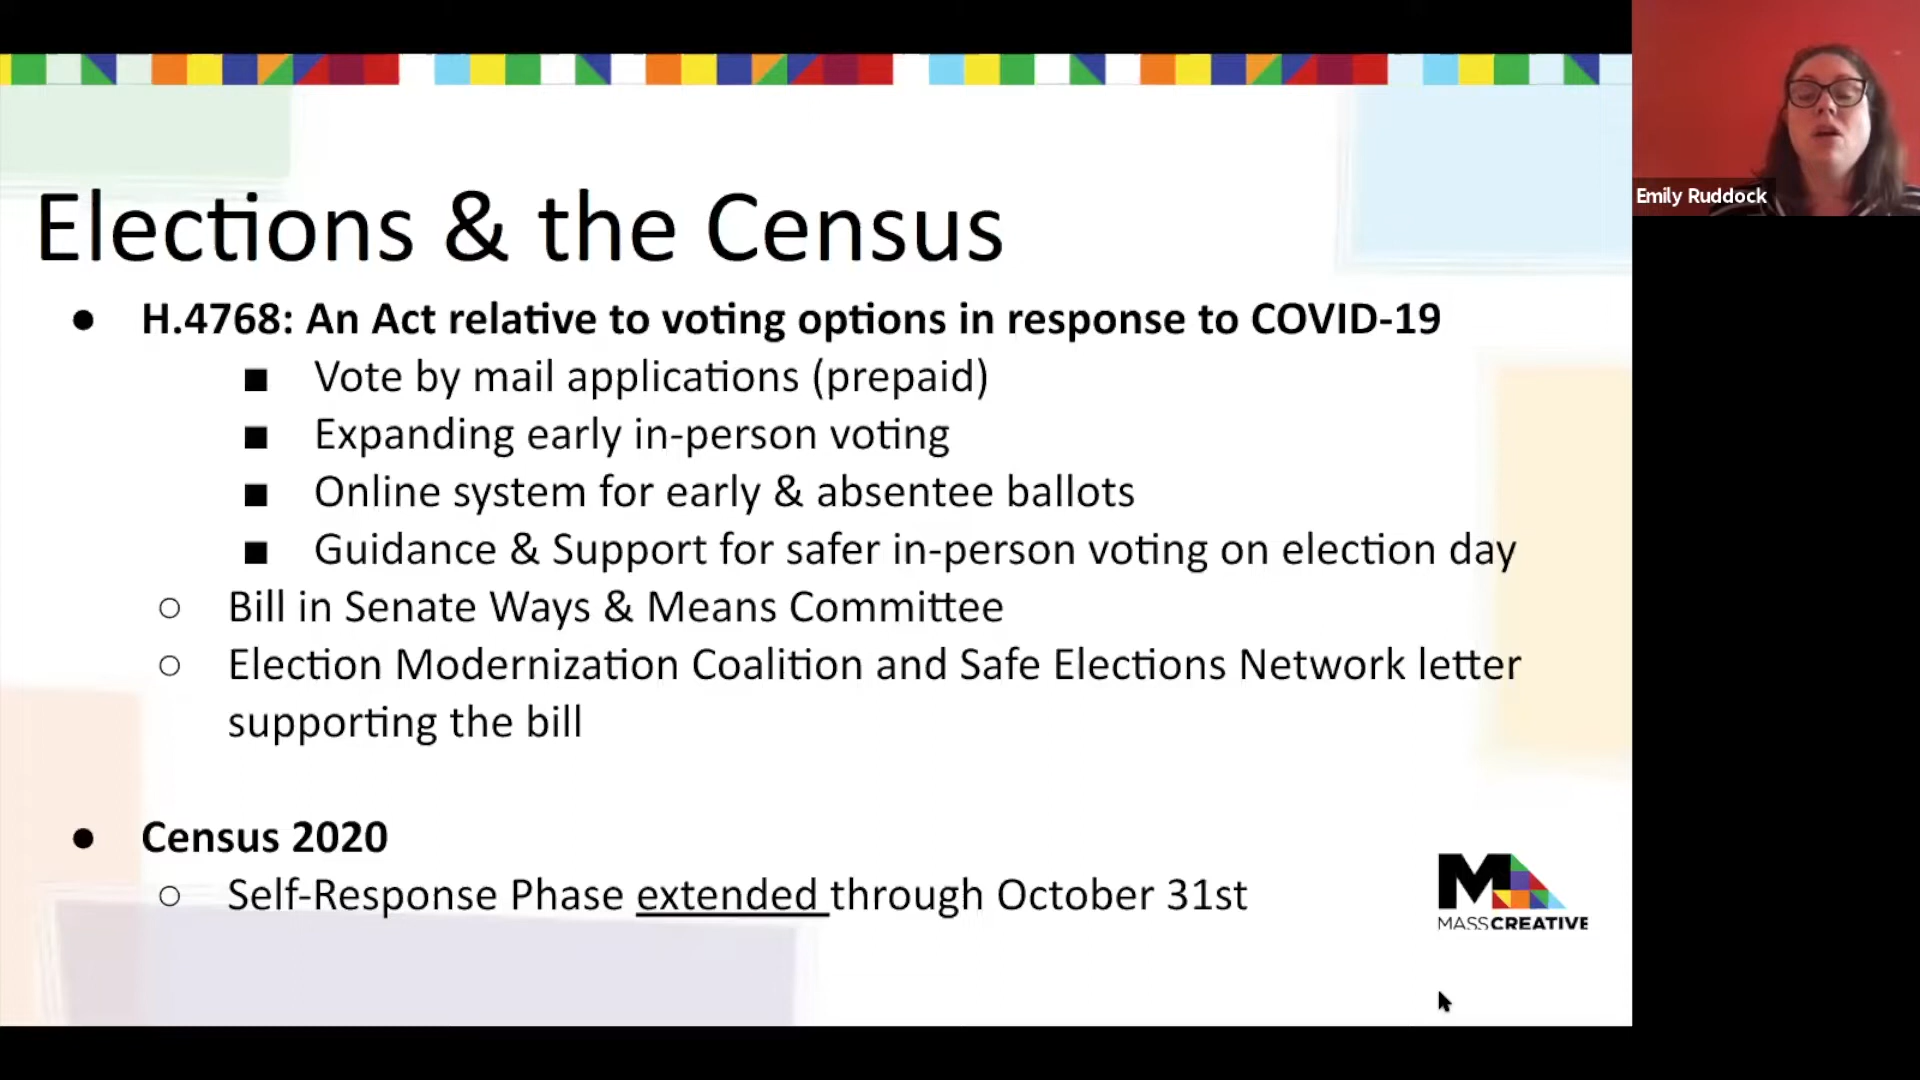 Elections & the Census
● H.4768: An Act relative to voting options in response to COVID-19
■ Vote by mail applications (prepaid)
■ Expanding early in-person voting
■ Online system for early & absentee ballots
■ Guidance & Support for safer in-person voting on election day
○ Bill in Senate Ways & Means Committee
○ Election Modernization Coalition and Safe Elections Network letter
supporting the bill
● Census 2020
○ Self-Response Phase extended through October 31st
M
MASSCREATIVE
Emily Ruddock